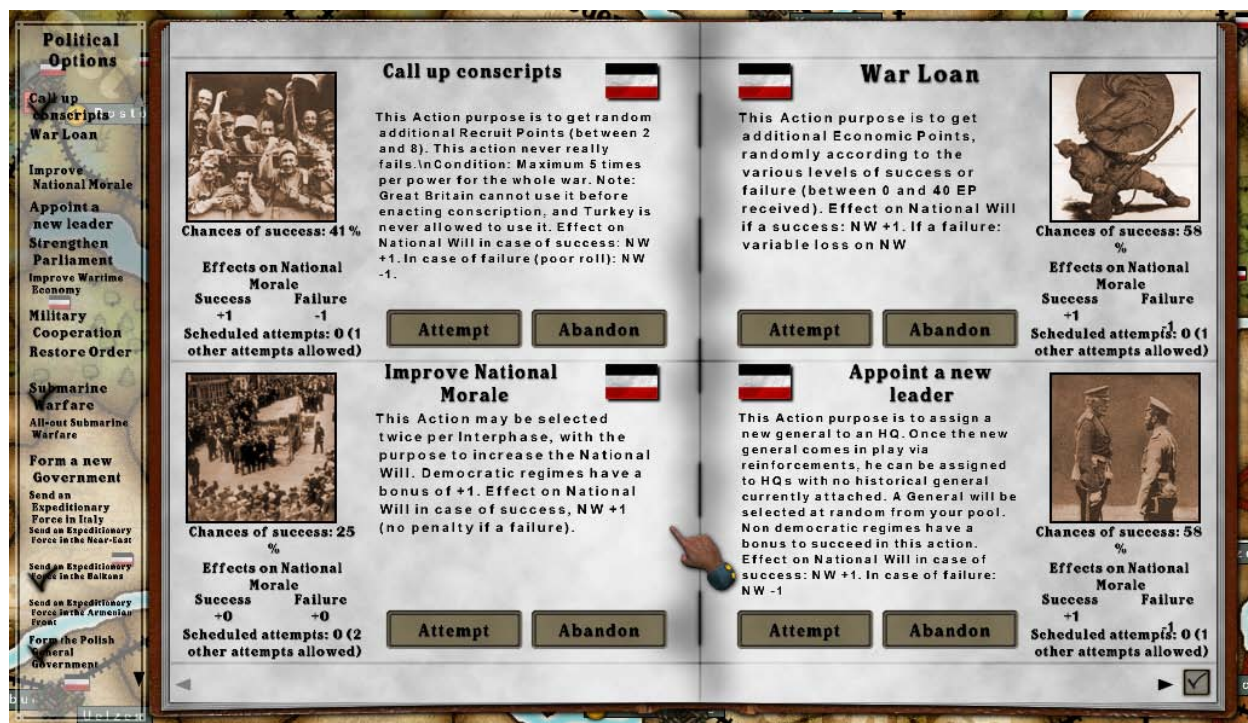 Political
Options
Call up
conscripts
War Loan
Improve
National Morale
Appoint a
new leader
Strengthen
Parliament
Improve Wartime
Economy
Military
Cooperation
Restore Order
Submarine
Warfare
All-out Submarine
Warfare
Form a new
Government
Send an
Expeditionary
Force in Italy
Send an Expeditionary
Force in the Near-East
Send an Expeditionary
Force in the Balkans
Send an Expeditionary
Force in the Armenian
Front
Form the Polish
General
Government
Call up conscripts
This Action purpose is to get random
additional Recruit Points (between 2
and 8). This action never really
fails.\nCondition: Maximum 5 times
per power for the whole war. Note:
Great Britain cannot use it before
enacting conscription, and Turkey is
never allowed to use it. Effect on
National Will in case of success: NW
+1. In case of failure (poor roll): NW
-1.
Chances of success: 41%
Effects on National
Morale
Success Failure
+1 -1
Scheduled attempts: 0 (1
other attempts allowed)
Attempt Abandon
War Loan
This Action purpose is to get
additional Economic Points,
randomly according to the
various levels of success or
failure (between 0 and 40 EP
received). Effect on National Will
if a success: NW +1. If a failure:
variable loss on NW
Chances of success: 58
%
Effects on National
Morale
Success Failure
+1 -1
Scheduled attempts: 0 (1
other attempts allowed)
Attempt Abandon
Improve National
Morale
This Action may be selected
twice per Interphase, with the
purpose to increase the National
Will. Democratic regimes have a
bonus of +1. Effect on National
Will in case of success, NW +1
(no penalty if a failure).
Chances of success: 25
%
Effects on National
Morale
Success Failure
+0 +0
Scheduled attempts: 0 (2
other attempts allowed)
Attempt Abandon
Appoint a new
leader
This Action purpose is to assign a
new general to an HQ. Once the new
general comes in play via
reinforcements, he can be assigned
to HQs with no historical general
currently attached. A General will be
selected at random from your pool.
Non democratic regimes have a
bonus to succeed in this action.
Effect on National Will in case of
success: NW +1. In case of failure:
NW -1
Chances of success: 58
%
Effects on National
Morale
Success Failure
+1 -1
Scheduled attempts: 0 (1
other attempts allowed)
Attempt Abandon
Uelzen